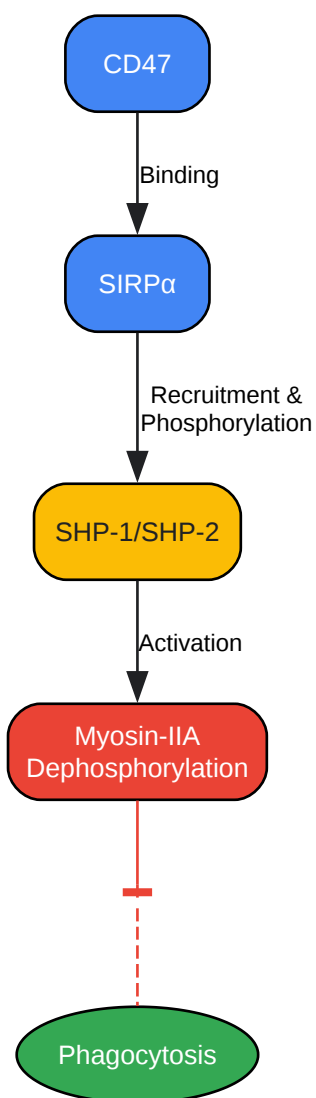 CD47
Binding
SIRPα
Recruitment &
Phosphorylation
SHP-1/SHP-2
Activation
Myosin-IIA
Dephosphorylation
Phagocytosis